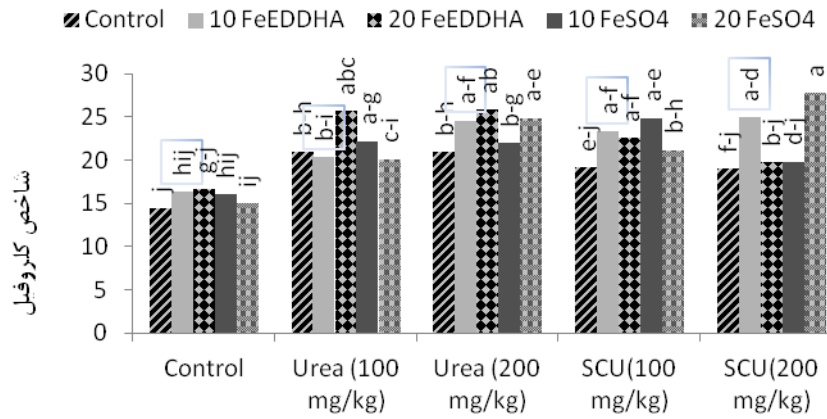 Control 10 FeEDDHA 20 FeEDDHA 10 FeSO4 20 FeSO4
شاخص کلروفیل
30
25
20
15
10
5
0
j
hij
g-j
hij
ij
b-h
b-i
abc
a-g
c-i
b-h
a-f
ab
b-g
a-e
e-j
a-f
a-f
a-e
b-h
f-j
a-d
b-j
d-j
a
Control
Urea (100
mg/kg)
Urea (200
mg/kg)
SCU(100
mg/kg)
SCU(200
mg/kg)